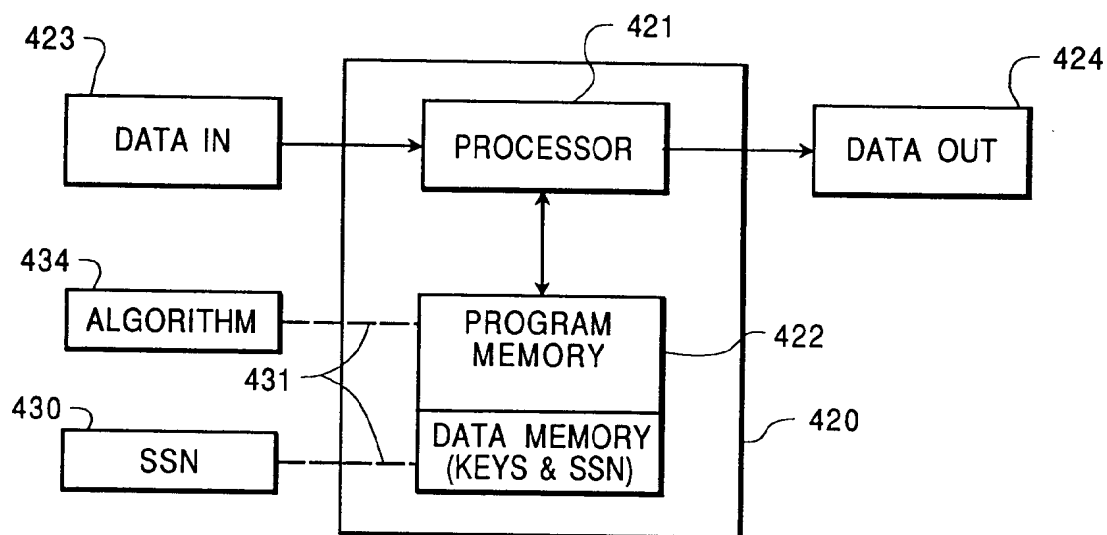 423
421
424
DATA IN
PROCESSOR
DATA OUT
434
ALGORITHM
PROGRAM
MEMORY
422
431
430
SSN
DATA MEMORY
(KEYS & SSN)
420